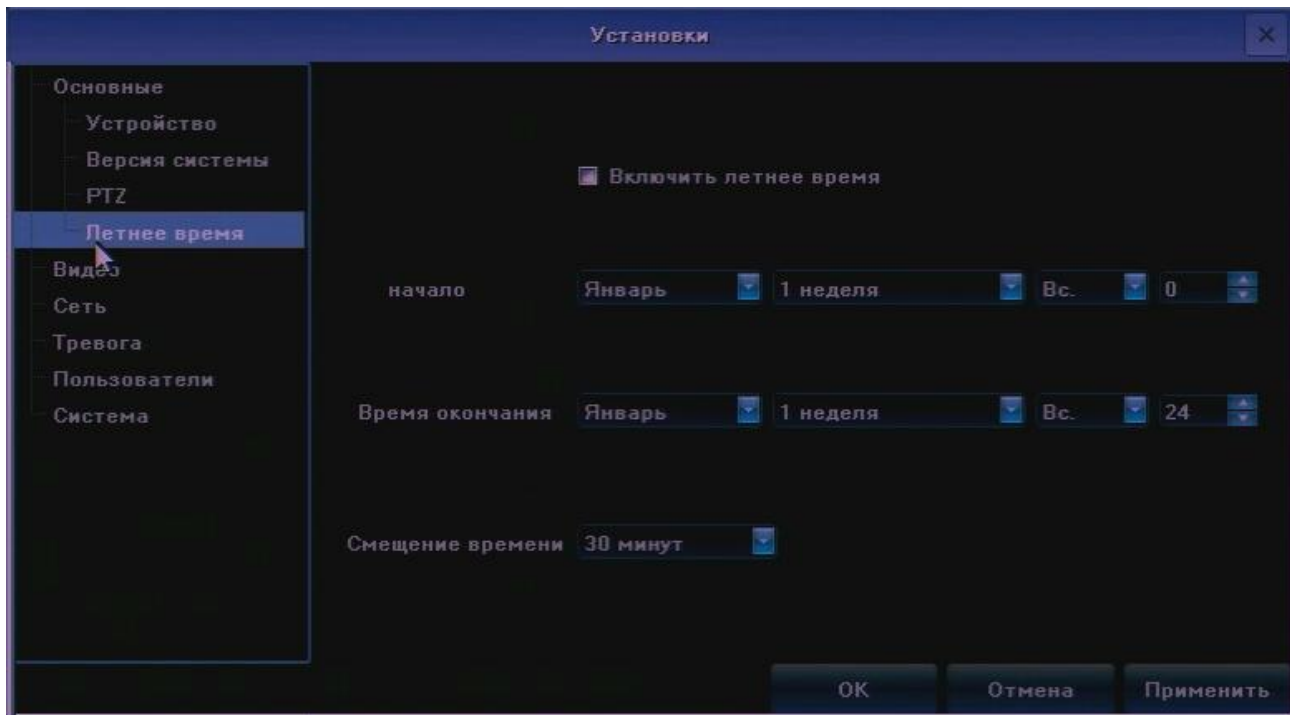 Установки
Основные
Устройство
Версия системы
PTZ
Летнее время
Видео
Сеть
Тревога
Пользователи
Система
Включить летнее время
начало Январь 1 неделя Вс. 0
Время окончания Январь 1 неделя Вс. 24
Смещение времени 30 минут
OK Отмена Применить